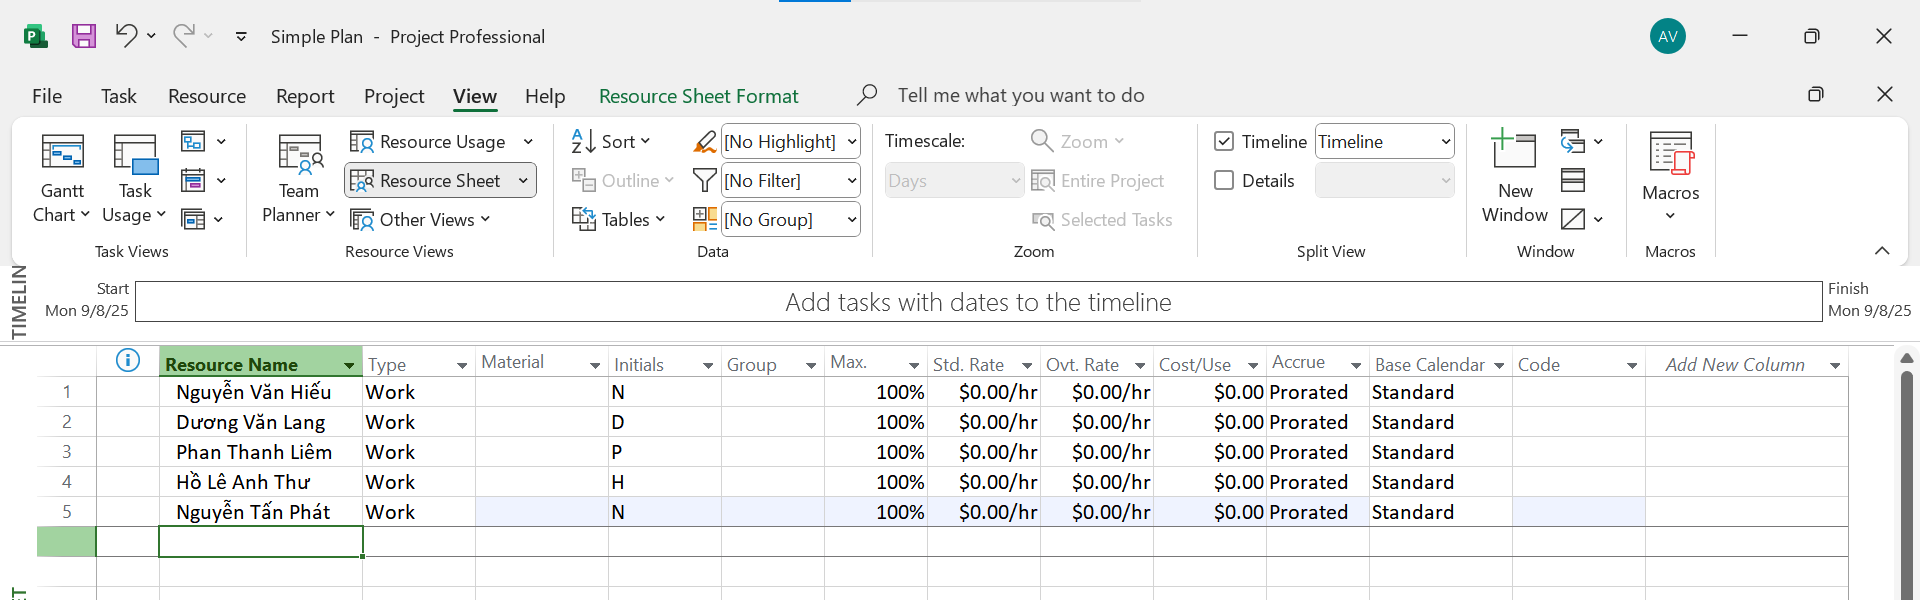 Simple Plan - Project Professional
AV
File Task Resource Report Project View Help Resource Sheet Format Tell me what you want to do
Gantt Chart
Task Usage
Task Views
Team Planner
Resource Usage
Resource Sheet
Other Views
Resource Views
Sort
Outline
Tables
[No Highlight]
[No Filter]
[No Group]
Data
Timescale:
Days
Zoom
Entire Project
Selected Tasks
Zoom
Timeline Timeline
Details
Split View
New Window
Window
Macros
Macros
TIMELIN
Start
Mon 9/8/25
Add tasks with dates to the timeline
Finish
Mon 9/8/25
Resource Name Type Material Initials Group Max. Std. Rate Ovt. Rate Cost/Use Accrue Base Calendar Code Add New Column
1 Nguyễn Văn Hiếu Work N 100% $0.00/hr $0.00/hr $0.00 Prorated Standard
2 Dương Văn Lang Work D 100% $0.00/hr $0.00/hr $0.00 Prorated Standard
3 Phan Thanh Liêm Work P 100% $0.00/hr $0.00/hr $0.00 Prorated Standard
4 Hồ Lê Anh Thư Work H 100% $0.00/hr $0.00/hr $0.00 Prorated Standard
5 Nguyễn Tấn Phát Work N 100% $0.00/hr $0.00/hr $0.00 Prorated Standard